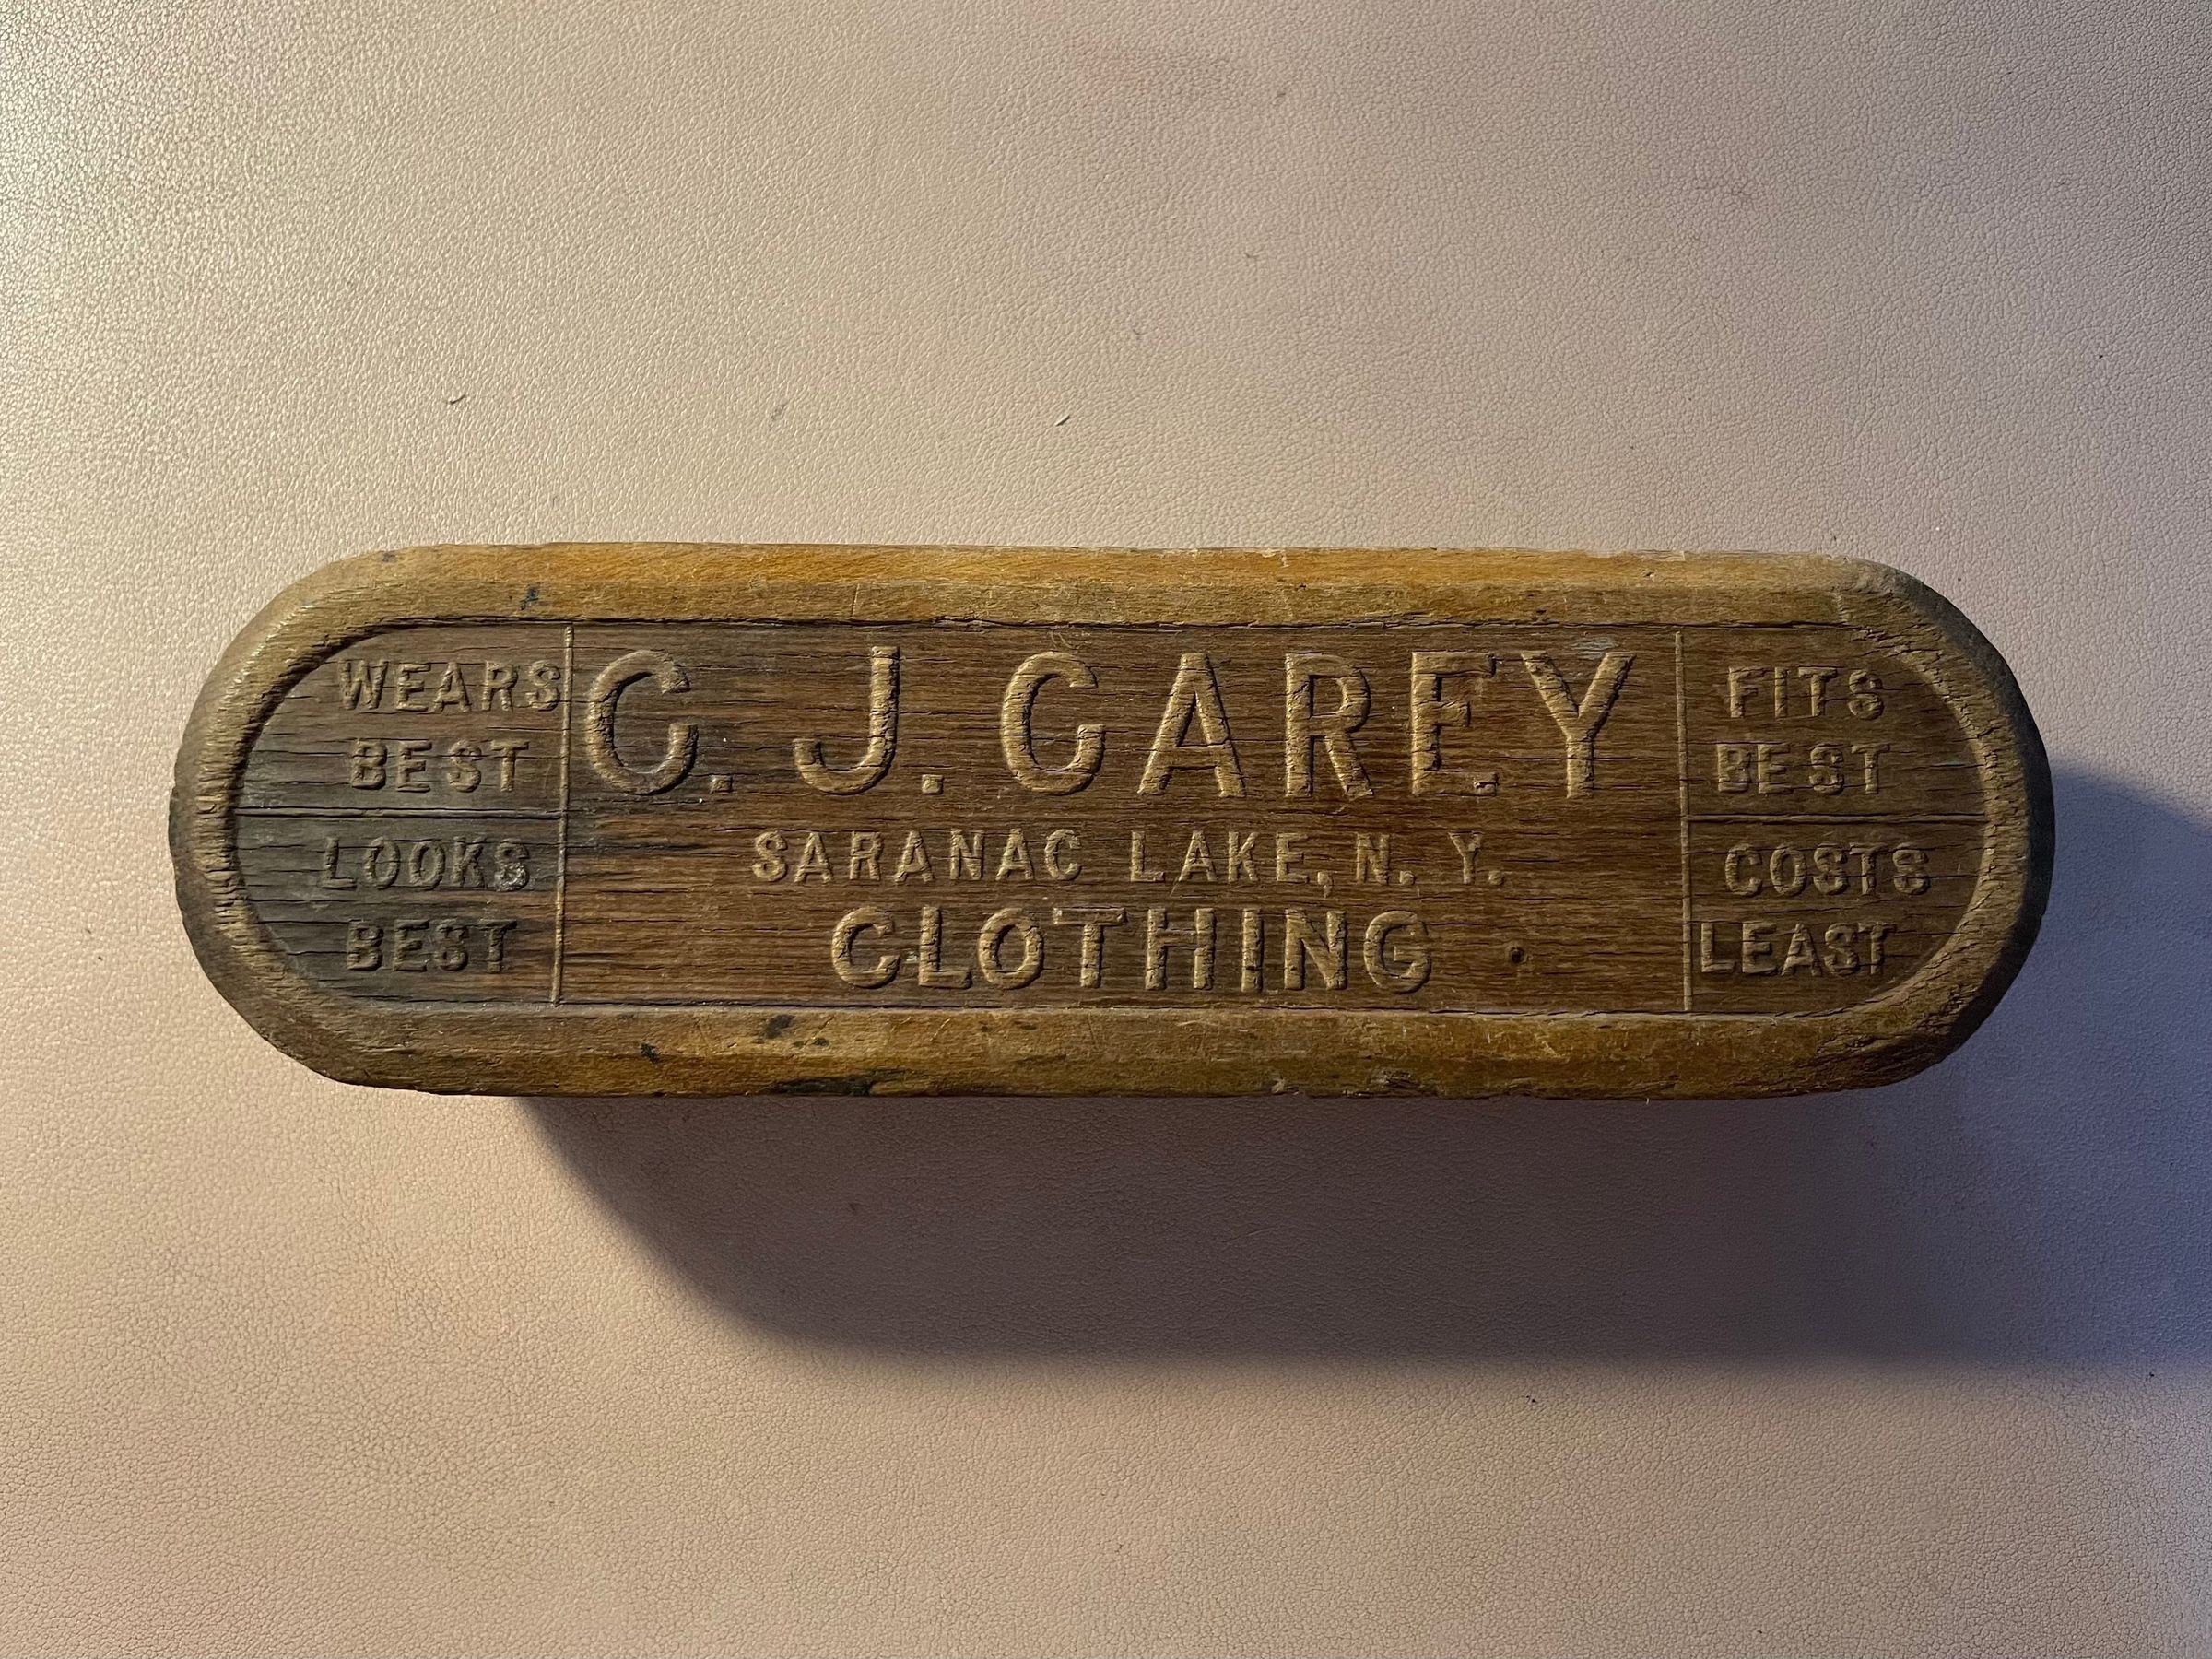 WEARS
BEST
LOOKS
BEST
C. J. CAREY
SARANAC LAKE, N. Y.
CLOTHING
FITS
BEST
COSTS
LEAST